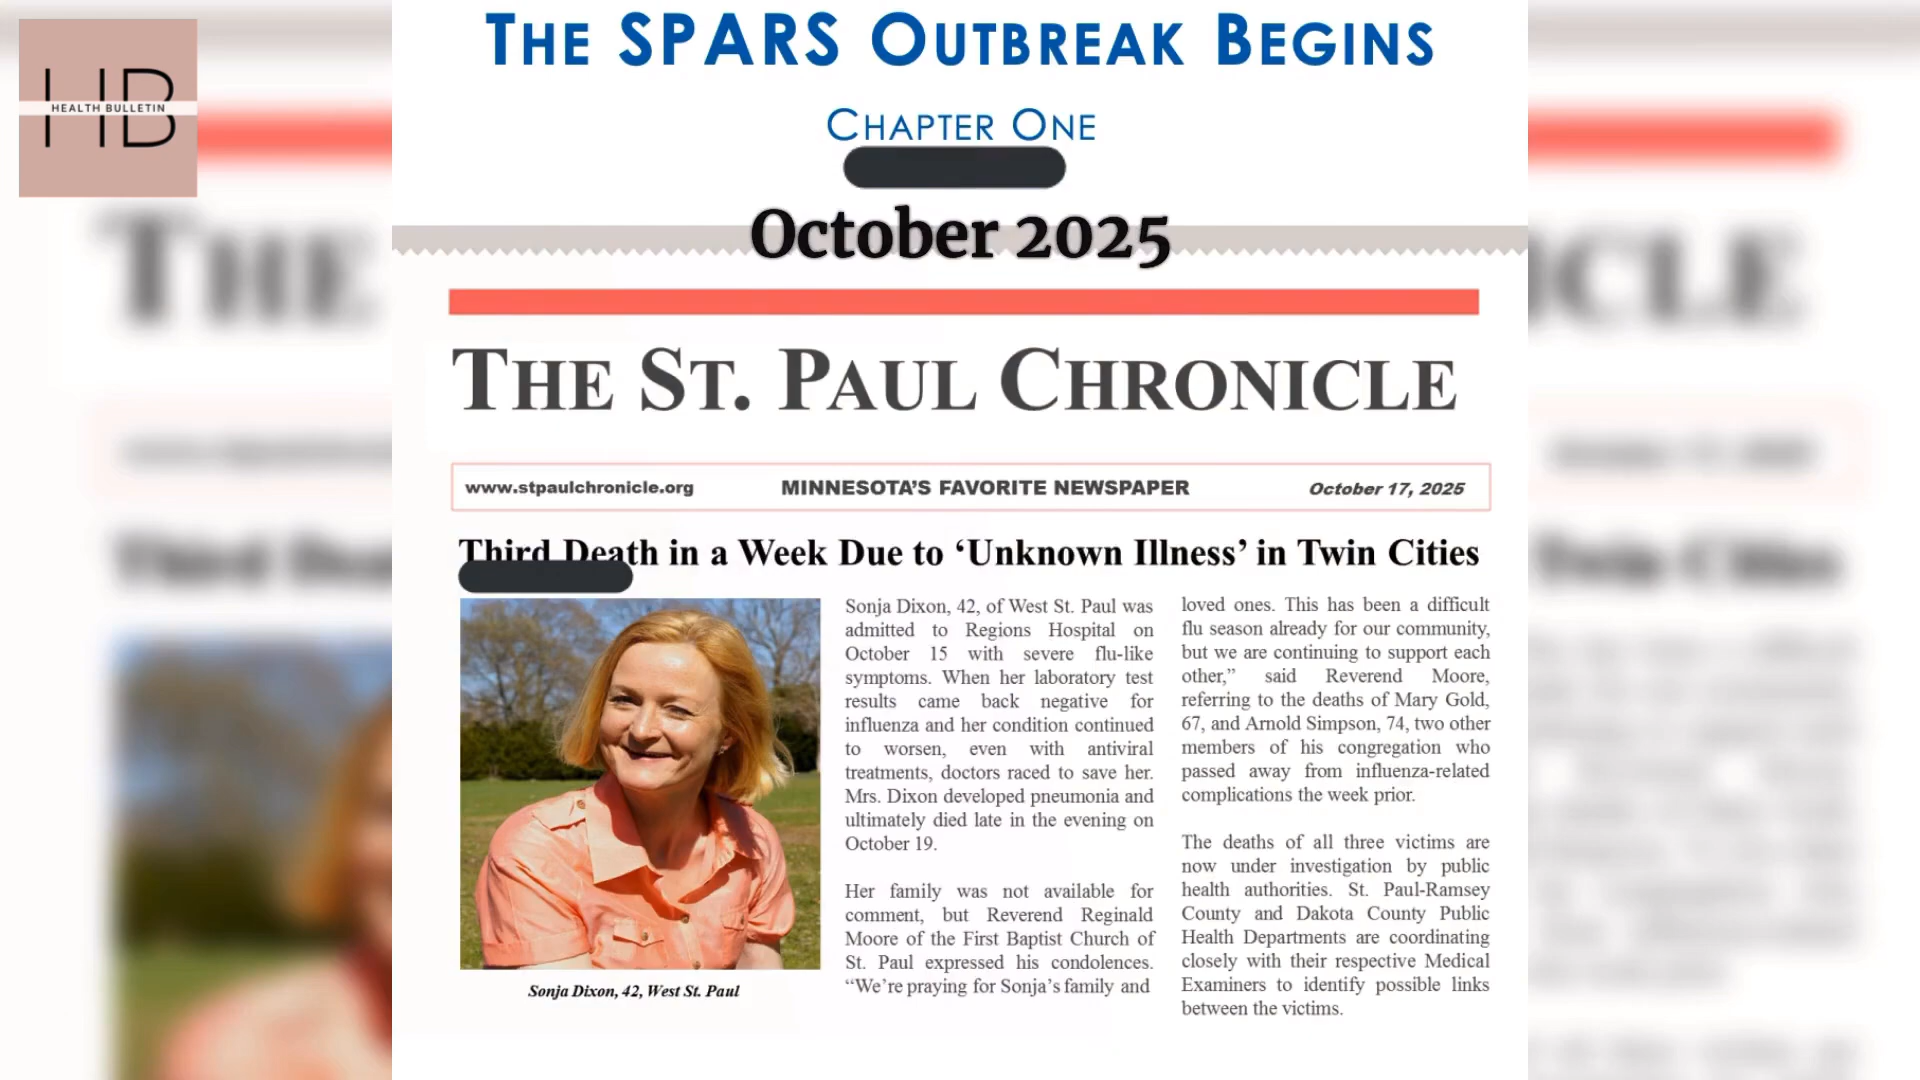 HB
HEALTH BULLETIN
THE SPARS OUTBREAK BEGINS
CHAPTER ONE
October 2025
THE ST. PAUL CHRONICLE
www.stpaulchronicle.org MINNESOTA'S FAVORITE NEWSPAPER October 17, 2025
Third Death in a Week Due to ‘Unknown Illness’ in Twin Cities
Sonja Dixon, 42, West St. Paul
Sonja Dixon, 42, of West St. Paul was
admitted to Regions Hospital on
October 15 with severe flu-like
symptoms. When her laboratory test
results came back negative for
influenza and her condition continued
to worsen, even with antiviral
treatments, doctors raced to save her.
Mrs. Dixon developed pneumonia and
ultimately died late in the evening on
October 19.
Her family was not available for
comment, but Reverend Reginald
Moore of the First Baptist Church of
St. Paul expressed his condolences.
“We’re praying for Sonja’s family and
loved ones. This has been a difficult
flu season already for our community,
but we are continuing to support each
other,” said Reverend Moore,
referring to the deaths of Mary Gold,
67, and Arnold Simpson, 74, two other
members of his congregation who
passed away from influenza-related
complications the week prior.
The deaths of all three victims are
now under investigation by public
health authorities. St. Paul-Ramsey
County and Dakota County Public
Health Departments are coordinating
closely with their respective Medical
Examiners to identify possible links
between the victims.